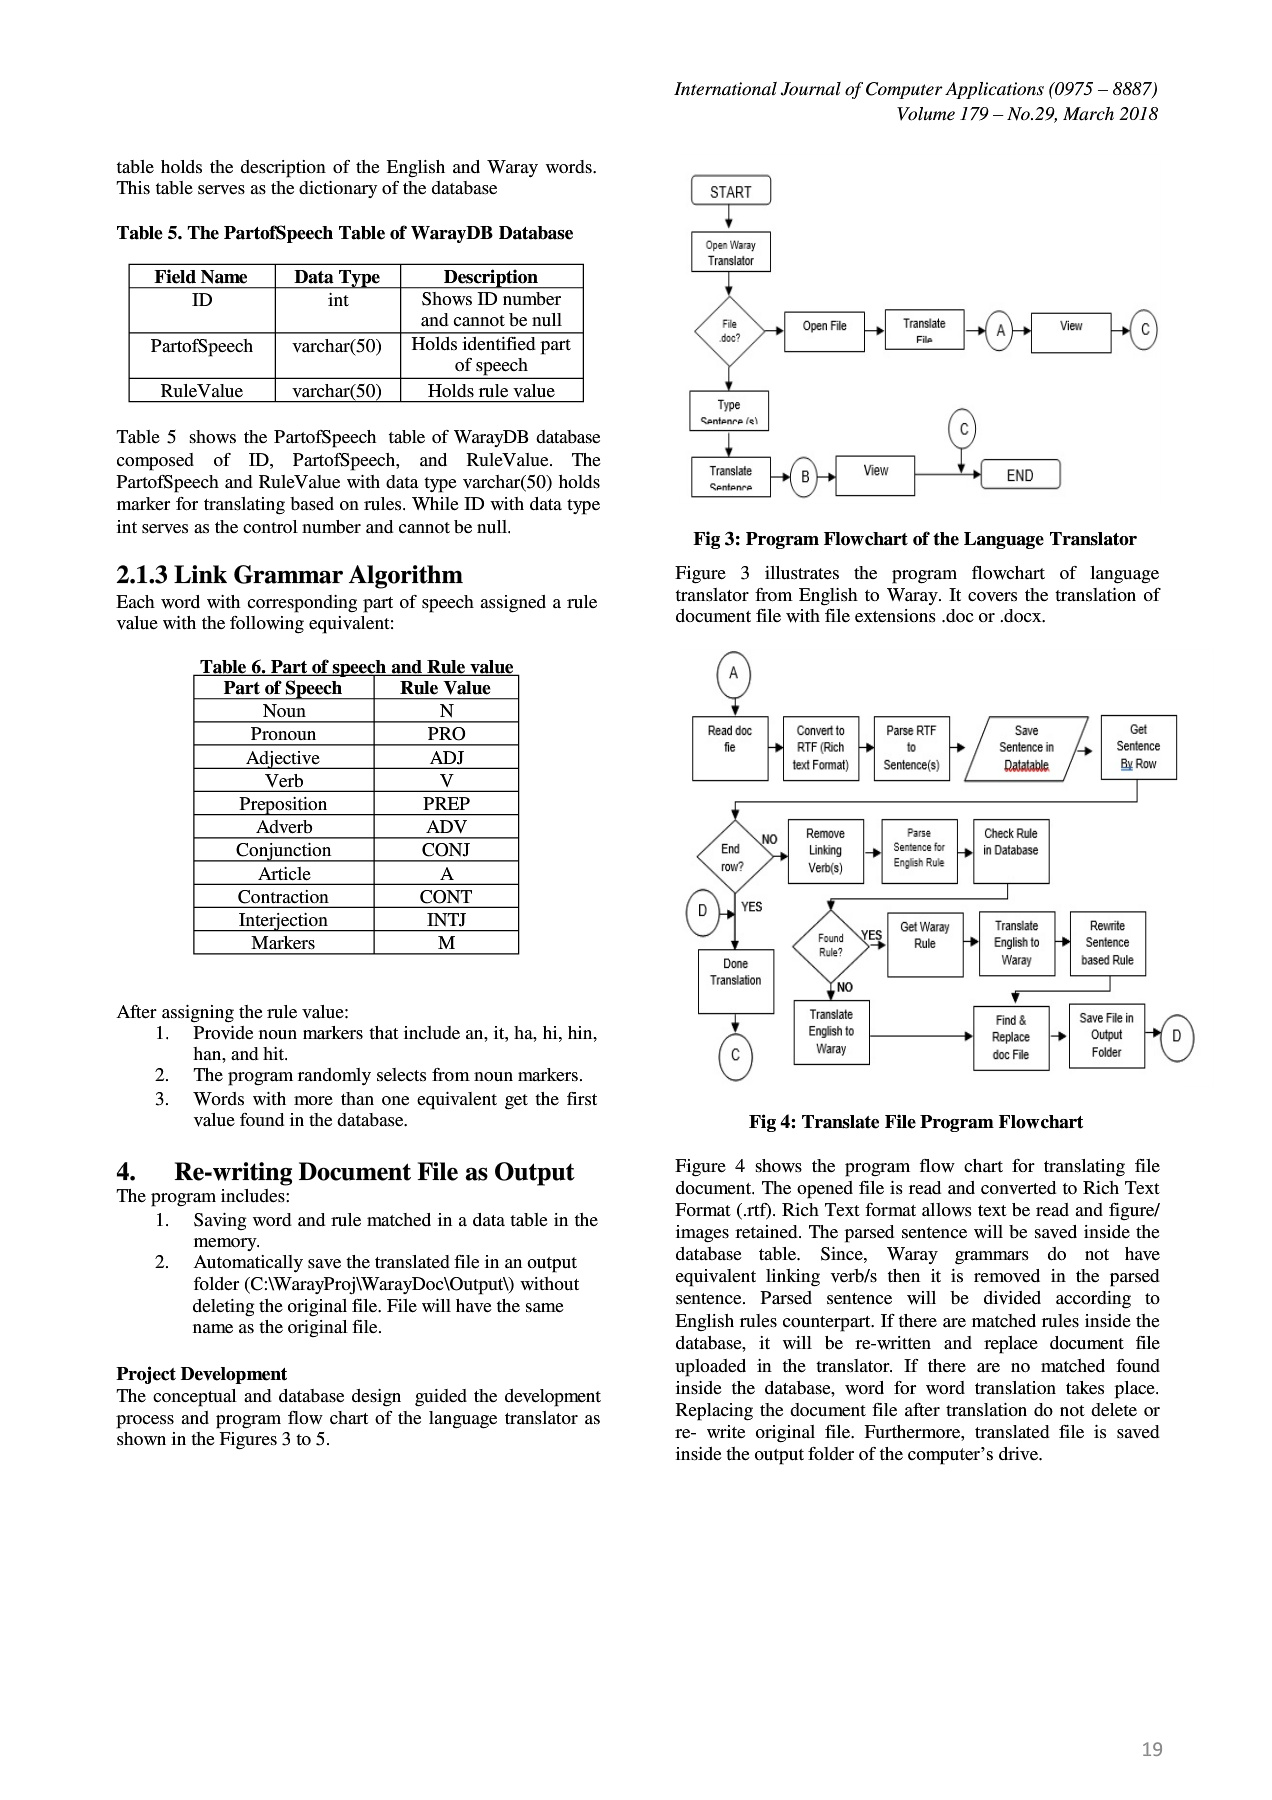 International Journal of Computer Applications (0975 – 8887)
Volume 179 – No.29, March 2018
table holds the description of the English and Waray words.
This table serves as the dictionary of the database
Table 5. The PartofSpeech Table of WarayDB Database
Field Name Data Type Description
ID int Shows ID number
and cannot be null
PartofSpeech varchar(50) Holds identified part
of speech
RuleValue varchar(50) Holds rule value
Table 5 shows the PartofSpeech table of WarayDB database
composed of ID, PartofSpeech, and RuleValue. The
PartofSpeech and RuleValue with data type varchar(50) holds
marker for translating based on rules. While ID with data type
int serves as the control number and cannot be null.
2.1.3 Link Grammar Algorithm
Each word with corresponding part of speech assigned a rule
value with the following equivalent:
Table 6. Part of speech and Rule value
Part of Speech Rule Value
Noun N
Pronoun PRO
Adjective ADJ
Verb V
Preposition PREP
Adverb ADV
Conjunction CONJ
Article A
Contraction CONT
Interjection INTJ
Markers M
After assigning the rule value:
1. Provide noun markers that include an, it, ha, hi, hin,
han, and hit.
2. The program randomly selects from noun markers.
3. Words with more than one equivalent get the first
value found in the database.
4. Re-writing Document File as Output
The program includes:
1. Saving word and rule matched in a data table in the
memory.
2. Automatically save the translated file in an output
folder (C:\WarayProj\WarayDoc\Output\) without
deleting the original file. File will have the same
name as the original file.
Project Development
The conceptual and database design guided the development
process and program flow chart of the language translator as
shown in the Figures 3 to 5.
START
Open Waray
Translator
File
.doc?
Open File
Translate
File
A
View
C
Type
Sentence (s)
C
Translate
Sentence
B
View
END
Fig 3: Program Flowchart of the Language Translator
Figure 3 illustrates the program flowchart of language
translator from English to Waray. It covers the translation of
document file with file extensions .doc or .docx.
A
Read doc
fie
Convert to
RTF (Rich
text Format)
Parse RTF
to
Sentence(s)
Save
Sentence in
Datatable
Get
Sentence
By Row
End
row?
NO
Remove
Linking
Verb(s)
Parse
Sentence for
English Rule
Check Rule
in Database
D
YES
Found
Rule?
YES
Get Waray
Rule
Translate
English to
Waray
Rewrite
Sentence
based Rule
Done
Translation
NO
Translate
English to
Waray
Find &
Replace
doc File
Save File in
Output
Folder
D
C
Fig 4: Translate File Program Flowchart
Figure 4 shows the program flow chart for translating file
document. The opened file is read and converted to Rich Text
Format (.rtf). Rich Text format allows text be read and figure/
images retained. The parsed sentence will be saved inside the
database table. Since, Waray grammars do not have
equivalent linking verb/s then it is removed in the parsed
sentence. Parsed sentence will be divided according to
English rules counterpart. If there are matched rules inside the
database, it will be re-written and replace document file
uploaded in the translator. If there are no matched found
inside the database, word for word translation takes place.
Replacing the document file after translation do not delete or
re- write original file. Furthermore, translated file is saved
inside the output folder of the computer’s drive.
19